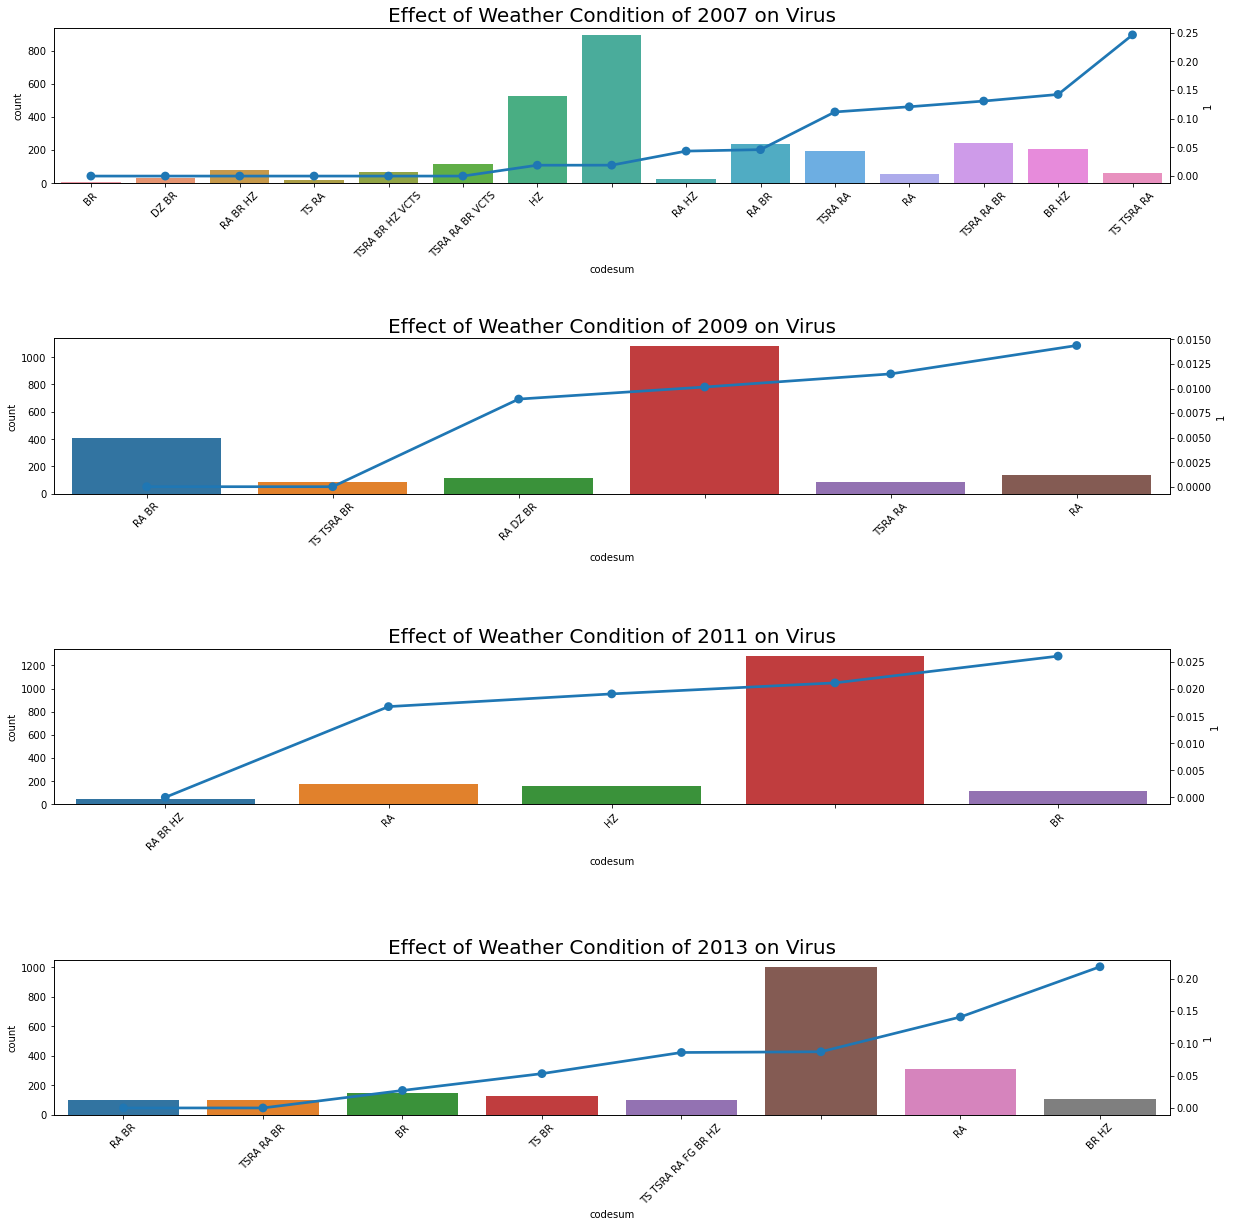 Effect of Weather Condition of 2007 on Virus
count
800
600
400
200
0
0.25
0.20
0.15
0.10
0.05
0.00
1
BR
DZ BR
RA BR HZ
TS RA
TSRA BR HZ VCTS
TSRA RA BR VCTS
HZ
RA HZ
RA BR
TSRA RA
RA
TSRA RA BR
BR HZ
TS TSRA RA
codesum
Effect of Weather Condition of 2009 on Virus
count
1000
800
600
400
200
0
0.0150
0.0125
0.0100
0.0075
0.0050
0.0025
0.0000
1
RA BR
TS TSRA BR
RA DZ BR
TSRA RA
RA
codesum
Effect of Weather Condition of 2011 on Virus
count
1200
1000
800
600
400
200
0
0.025
0.020
0.015
0.010
0.005
0.000
1
RA BR HZ
RA
HZ
BR
codesum
Effect of Weather Condition of 2013 on Virus
count
1000
800
600
400
200
0
0.20
0.15
0.10
0.05
0.00
1
RA BR
TSRA RA BR
BR
TS BR
TS TSRA RA FG BR HZ
RA
BR HZ
codesum